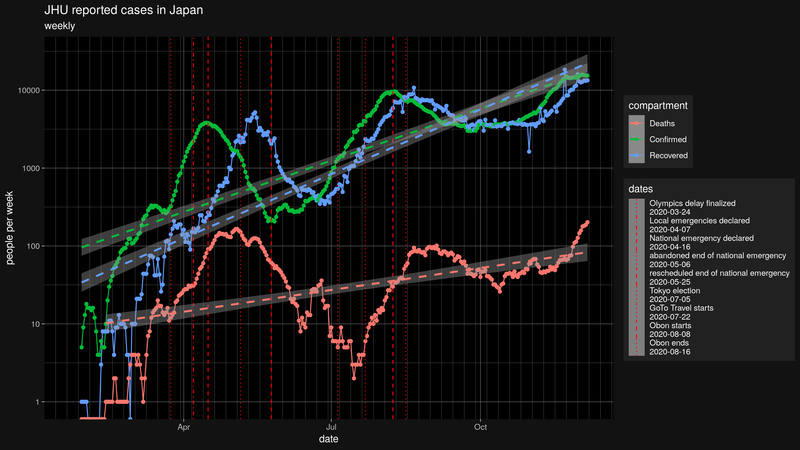 JHU reported cases in Japan
weekly
people per week
10000
1000
100
10
1
Apr
Jul
Oct
date
compartment
Deaths
Confirmed
Recovered
dates
Olympics delay finalized
2020-03-24
Local emergencies declared
2020-04-07
National emergency declared
2020-04-16
abandoned end of national emergency
2020-05-06
rescheduled end of national emergency
2020-05-25
Tokyo election
2020-07-05
GoTo Travel starts
2020-07-22
Obon starts
2020-08-08
Obon ends
2020-08-16